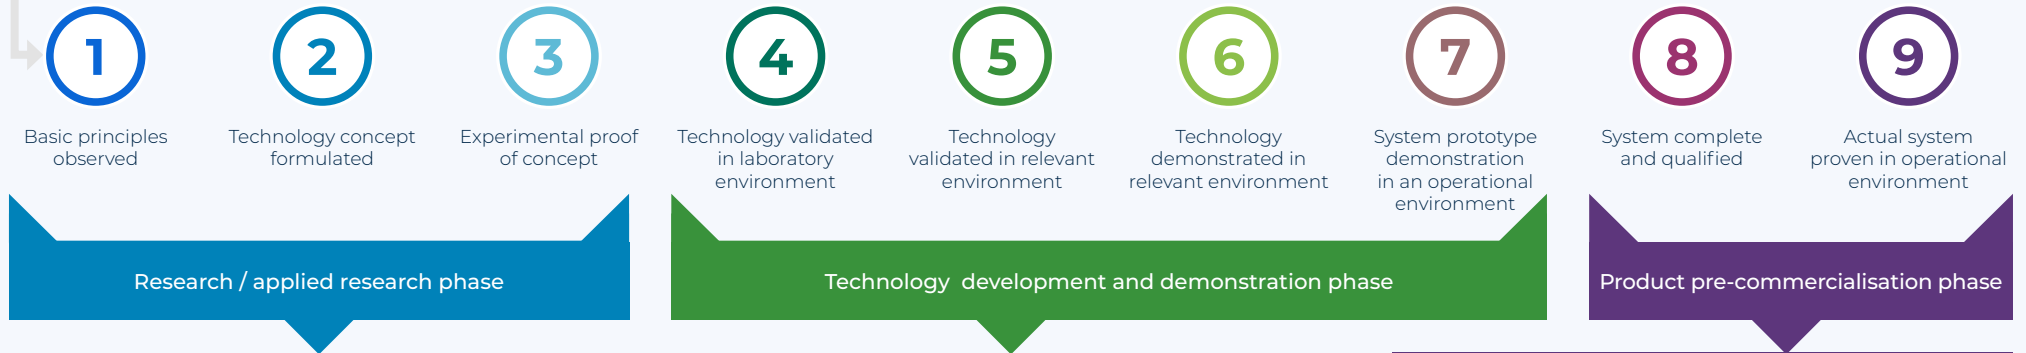 1
2
3
4
5
6
7
8
9
Basic principles
observed
Technology concept
formulated
Experimental proof
of concept
Technology validated
in laboratory
environment
Technology
validated in relevant
environment
Technology
demonstrated in
relevant environment
System prototype
demonstration
in an operational
environment
System complete
and qualified
Actual system
proven in operational
environment
Research / applied research phase
Technology development and demonstration phase
Product pre-commercialisation phase